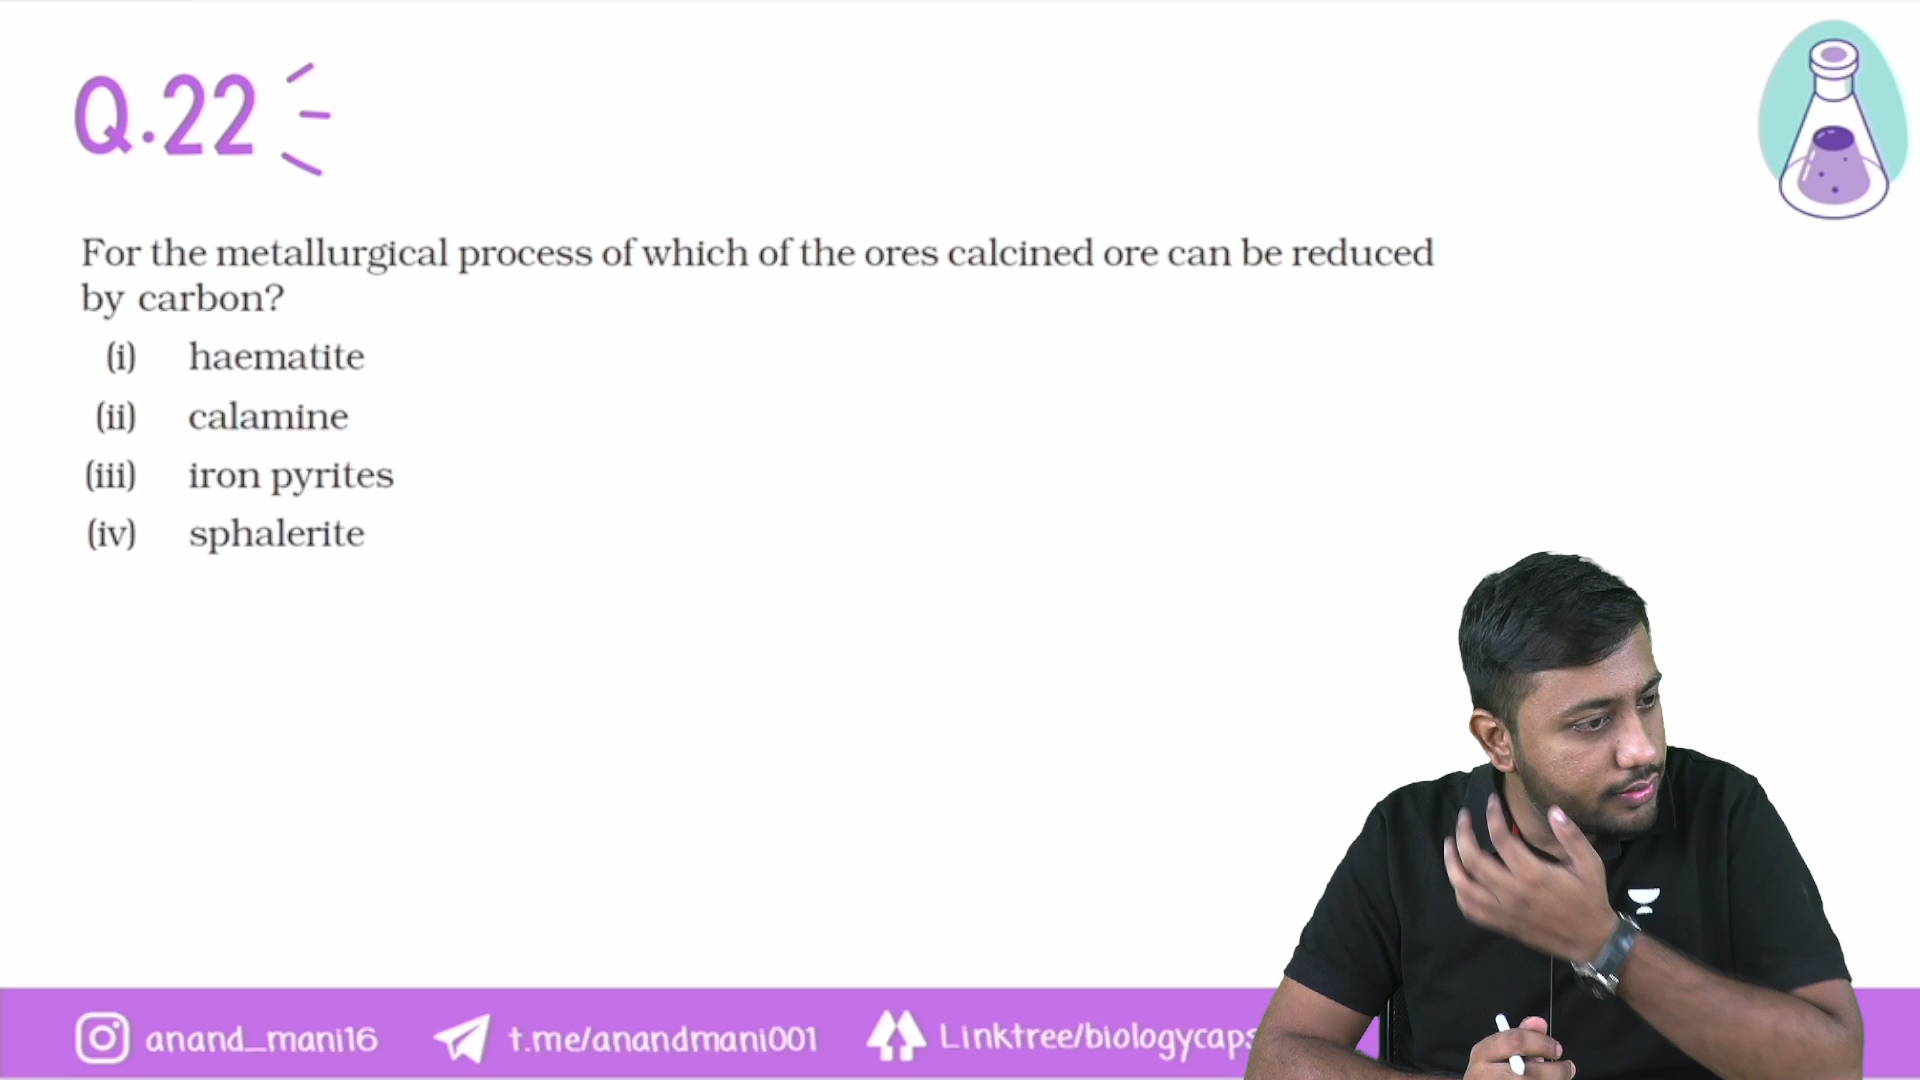 Q.22
For the metallurgical process of which of the ores calcined ore can be reduced
by carbon?
(i) haematite
(ii) calamine
(iii) iron pyrites
(iv) sphalerite
anand_mani16 t.me/anandmani001 Linktree/biologycaps